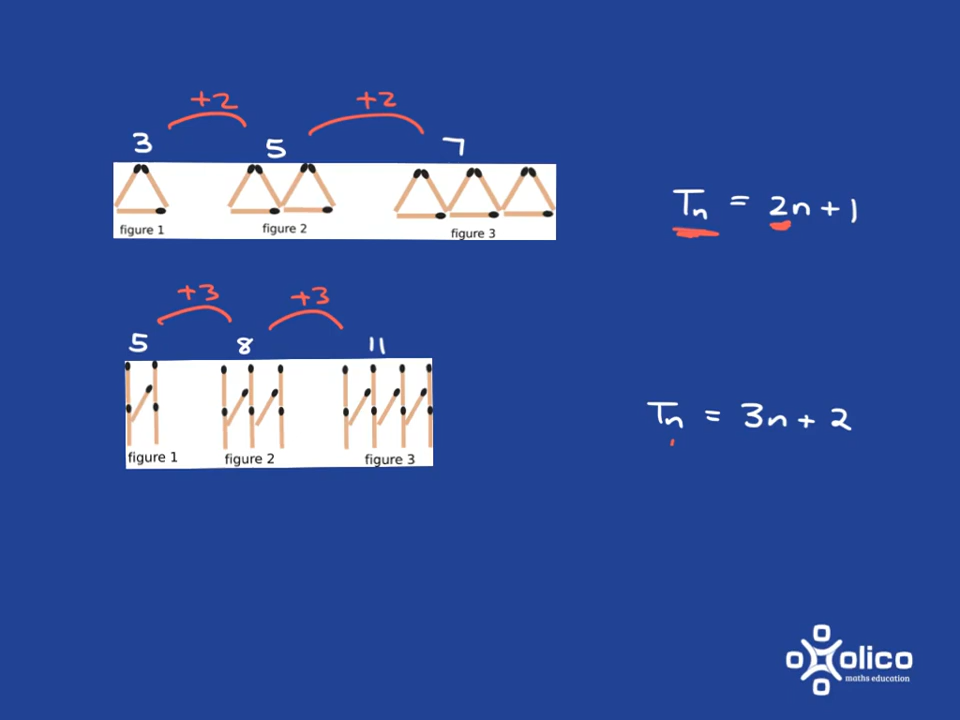 +2 +2
3 5 7
figure 1 figure 2 figure 3
Tn = 2n + 1
+3 +3
5 8 11
figure 1 figure 2 figure 3
Tn = 3n + 2
olico
maths education